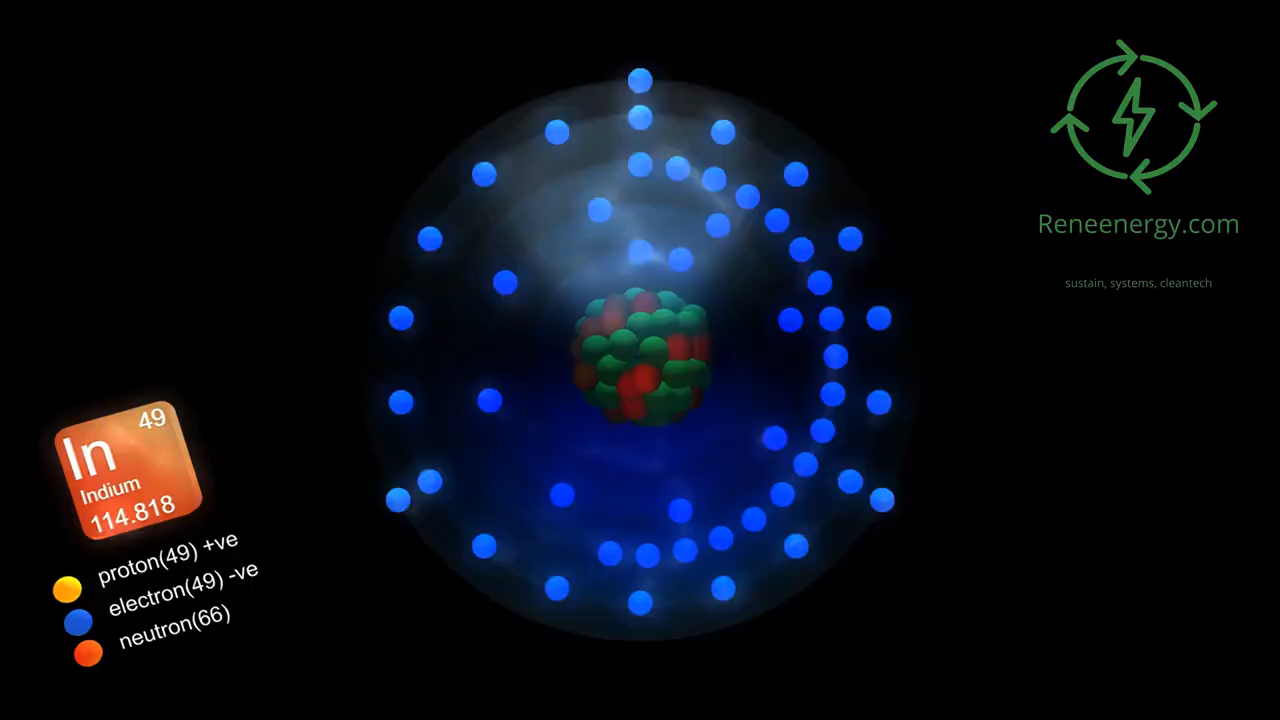 Reneenergy.com
sustain, systems, cleantech
49
In
Indium
114.818
proton(49) +ve
electron(49) -ve
neutron(66)